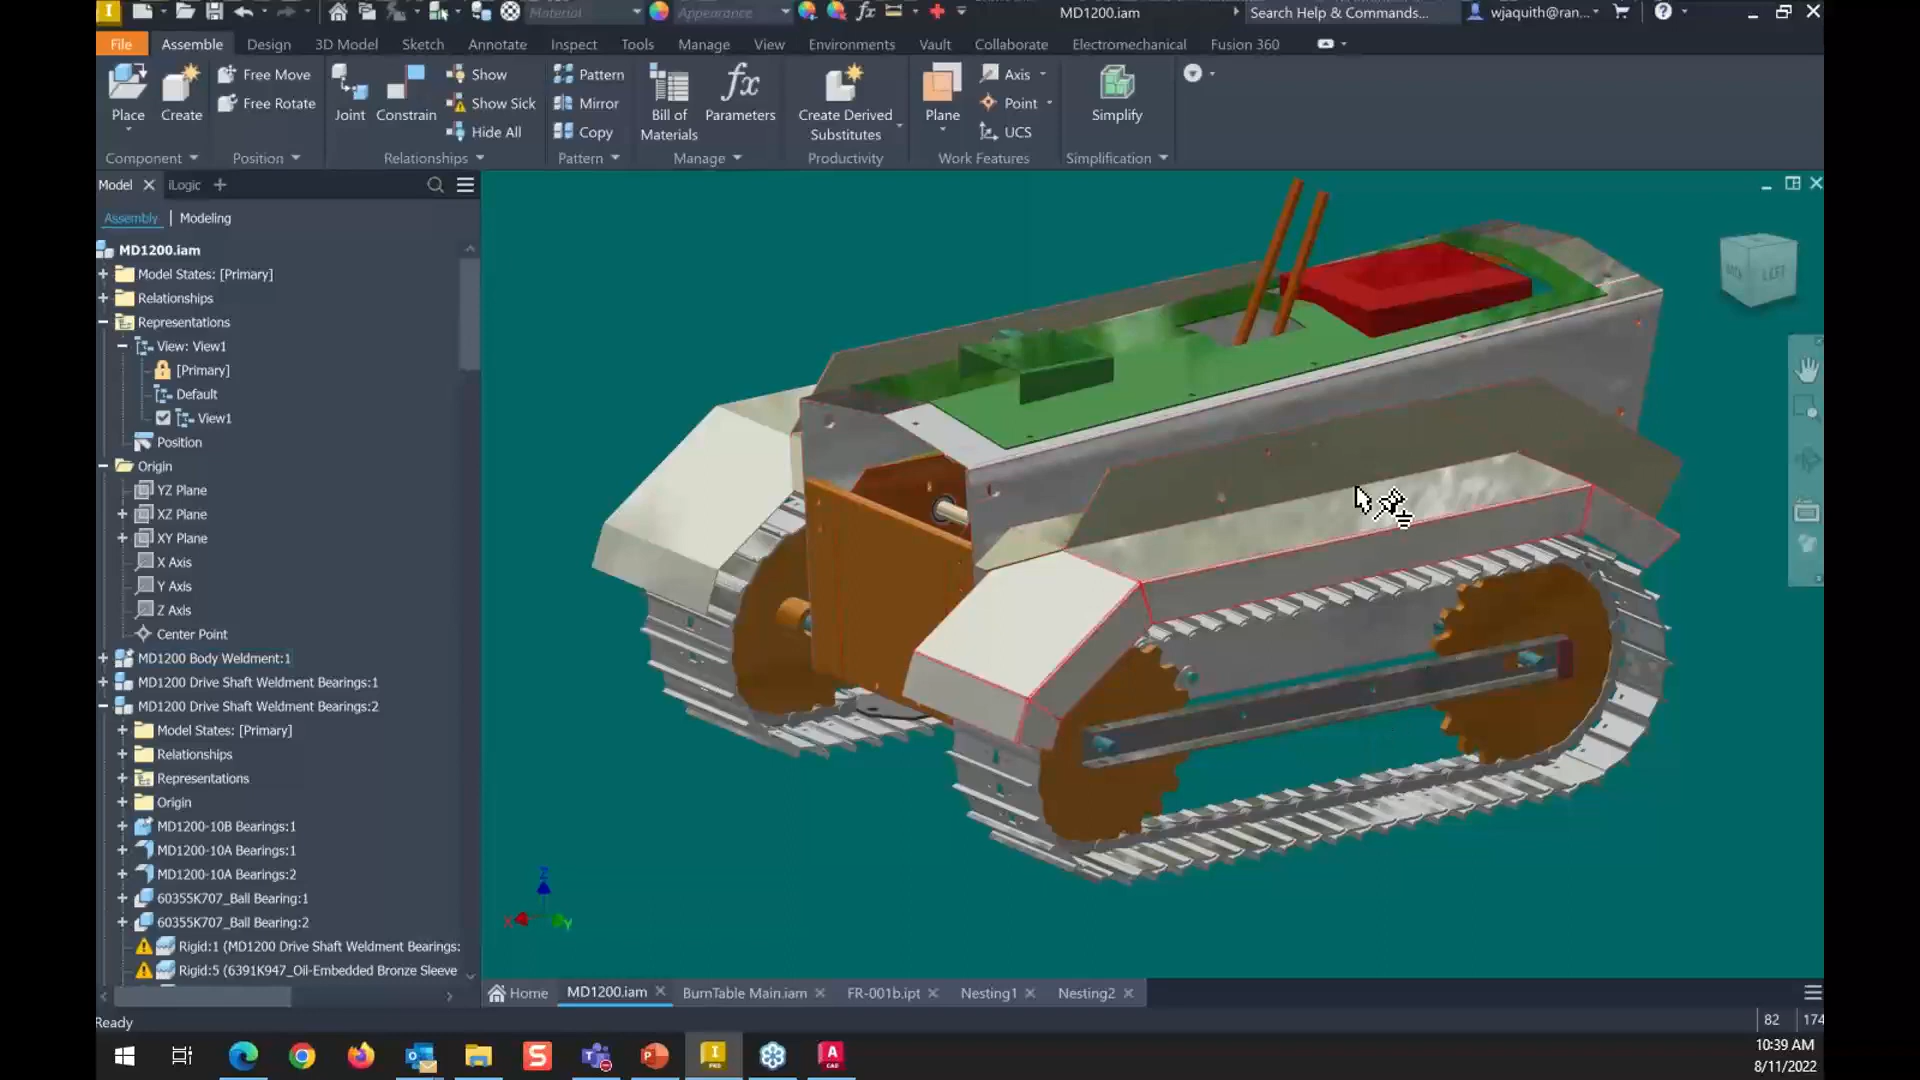 Material
Appearance
fx
MD1200.iam
Search Help & Commands...
wjaquith@ran...
File
Assemble
Design
3D Model
Sketch
Annotate
Inspect
Tools
Manage
View
Environments
Vault
Collaborate
Electromechanical
Fusion 360
Place
Create
Free Move
Free Rotate
Joint
Constrain
Show
Show Sick
Hide All
Pattern
Mirror
Copy
Bill of
Materials
fx
Parameters
Create Derived
Substitutes
Plane
Axis
Point
UCS
Simplify
Component
Position
Relationships
Pattern
Manage
Productivity
Work Features
Simplification
Model
iLogic
Assembly
Modeling
MD1200.iam
Model States: [Primary]
Relationships
Representations
View: View1
[Primary]
Default
View1
Position
Origin
YZ Plane
XZ Plane
XY Plane
X Axis
Y Axis
Z Axis
Center Point
MD1200 Body Weldment:1
MD1200 Drive Shaft Weldment Bearings:1
MD1200 Drive Shaft Weldment Bearings:2
Model States: [Primary]
Relationships
Representations
Origin
MD1200-10B Bearings:1
MD1200-10A Bearings:1
MD1200-10A Bearings:2
60355K707_Ball Bearing:1
60355K707_Ball Bearing:2
Rigid:1 (MD1200 Drive Shaft Weldment Bearings:
Rigid:5 (6391K947_Oil-Embedded Bronze Sleeve
BACK
LEFT
Z
X
Y
Home
MD1200.iam
BurnTable Main.iam
FR-001b.ipt
Nesting1
Nesting2
Ready
82
174
10:39 AM
8/11/2022